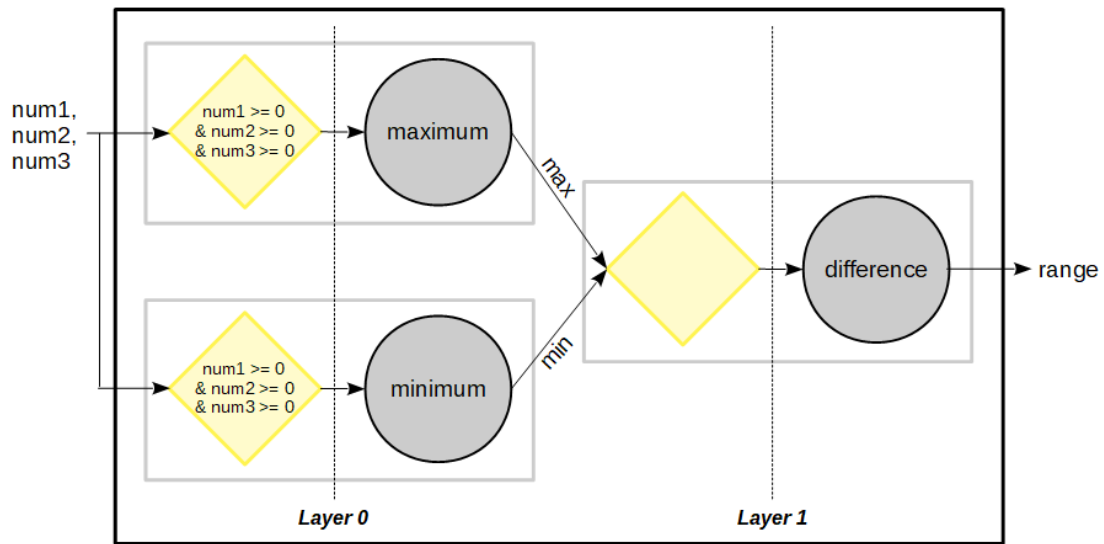 num1,
num2,
num3
num1 >= 0
& num2 >= 0
& num3 >= 0
maximum
max
num1 >= 0
& num2 >= 0
& num3 >= 0
minimum
min
difference
range
Layer 0
Layer 1